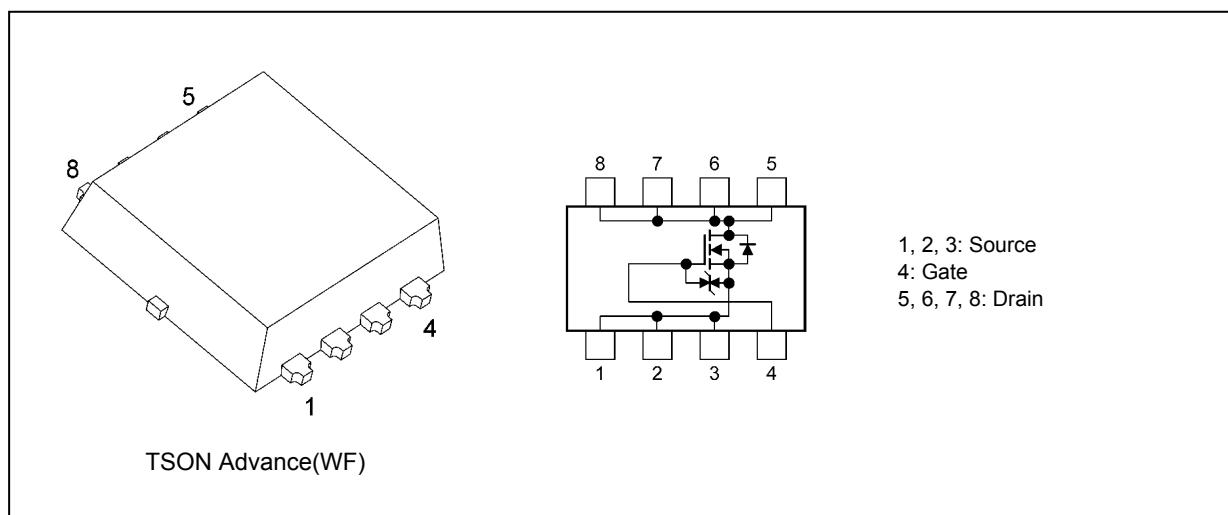 5
8
4
1
TSON Advance(WF)
8 7 6 5
1 2 3 4
1, 2, 3: Source
4: Gate
5, 6, 7, 8: Drain